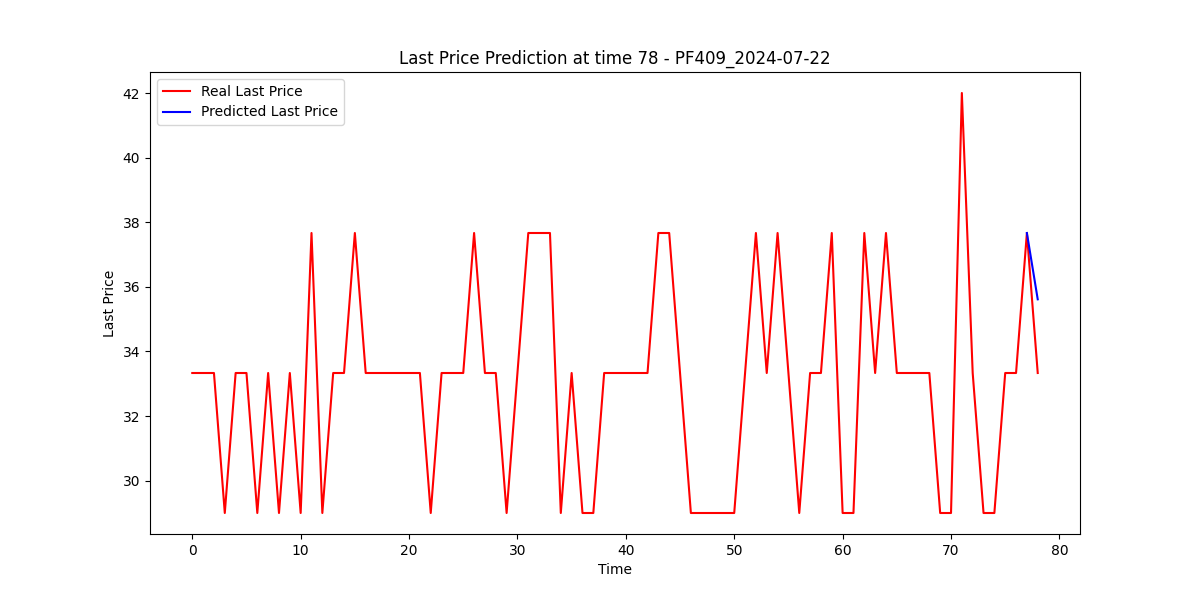 Last Price Prediction at time 78 - PF409_2024-07-22
Real Last Price
Predicted Last Price
Last Price
42
40
38
36
34
32
30
0 10 20 30 40 50 60 70 80
Time